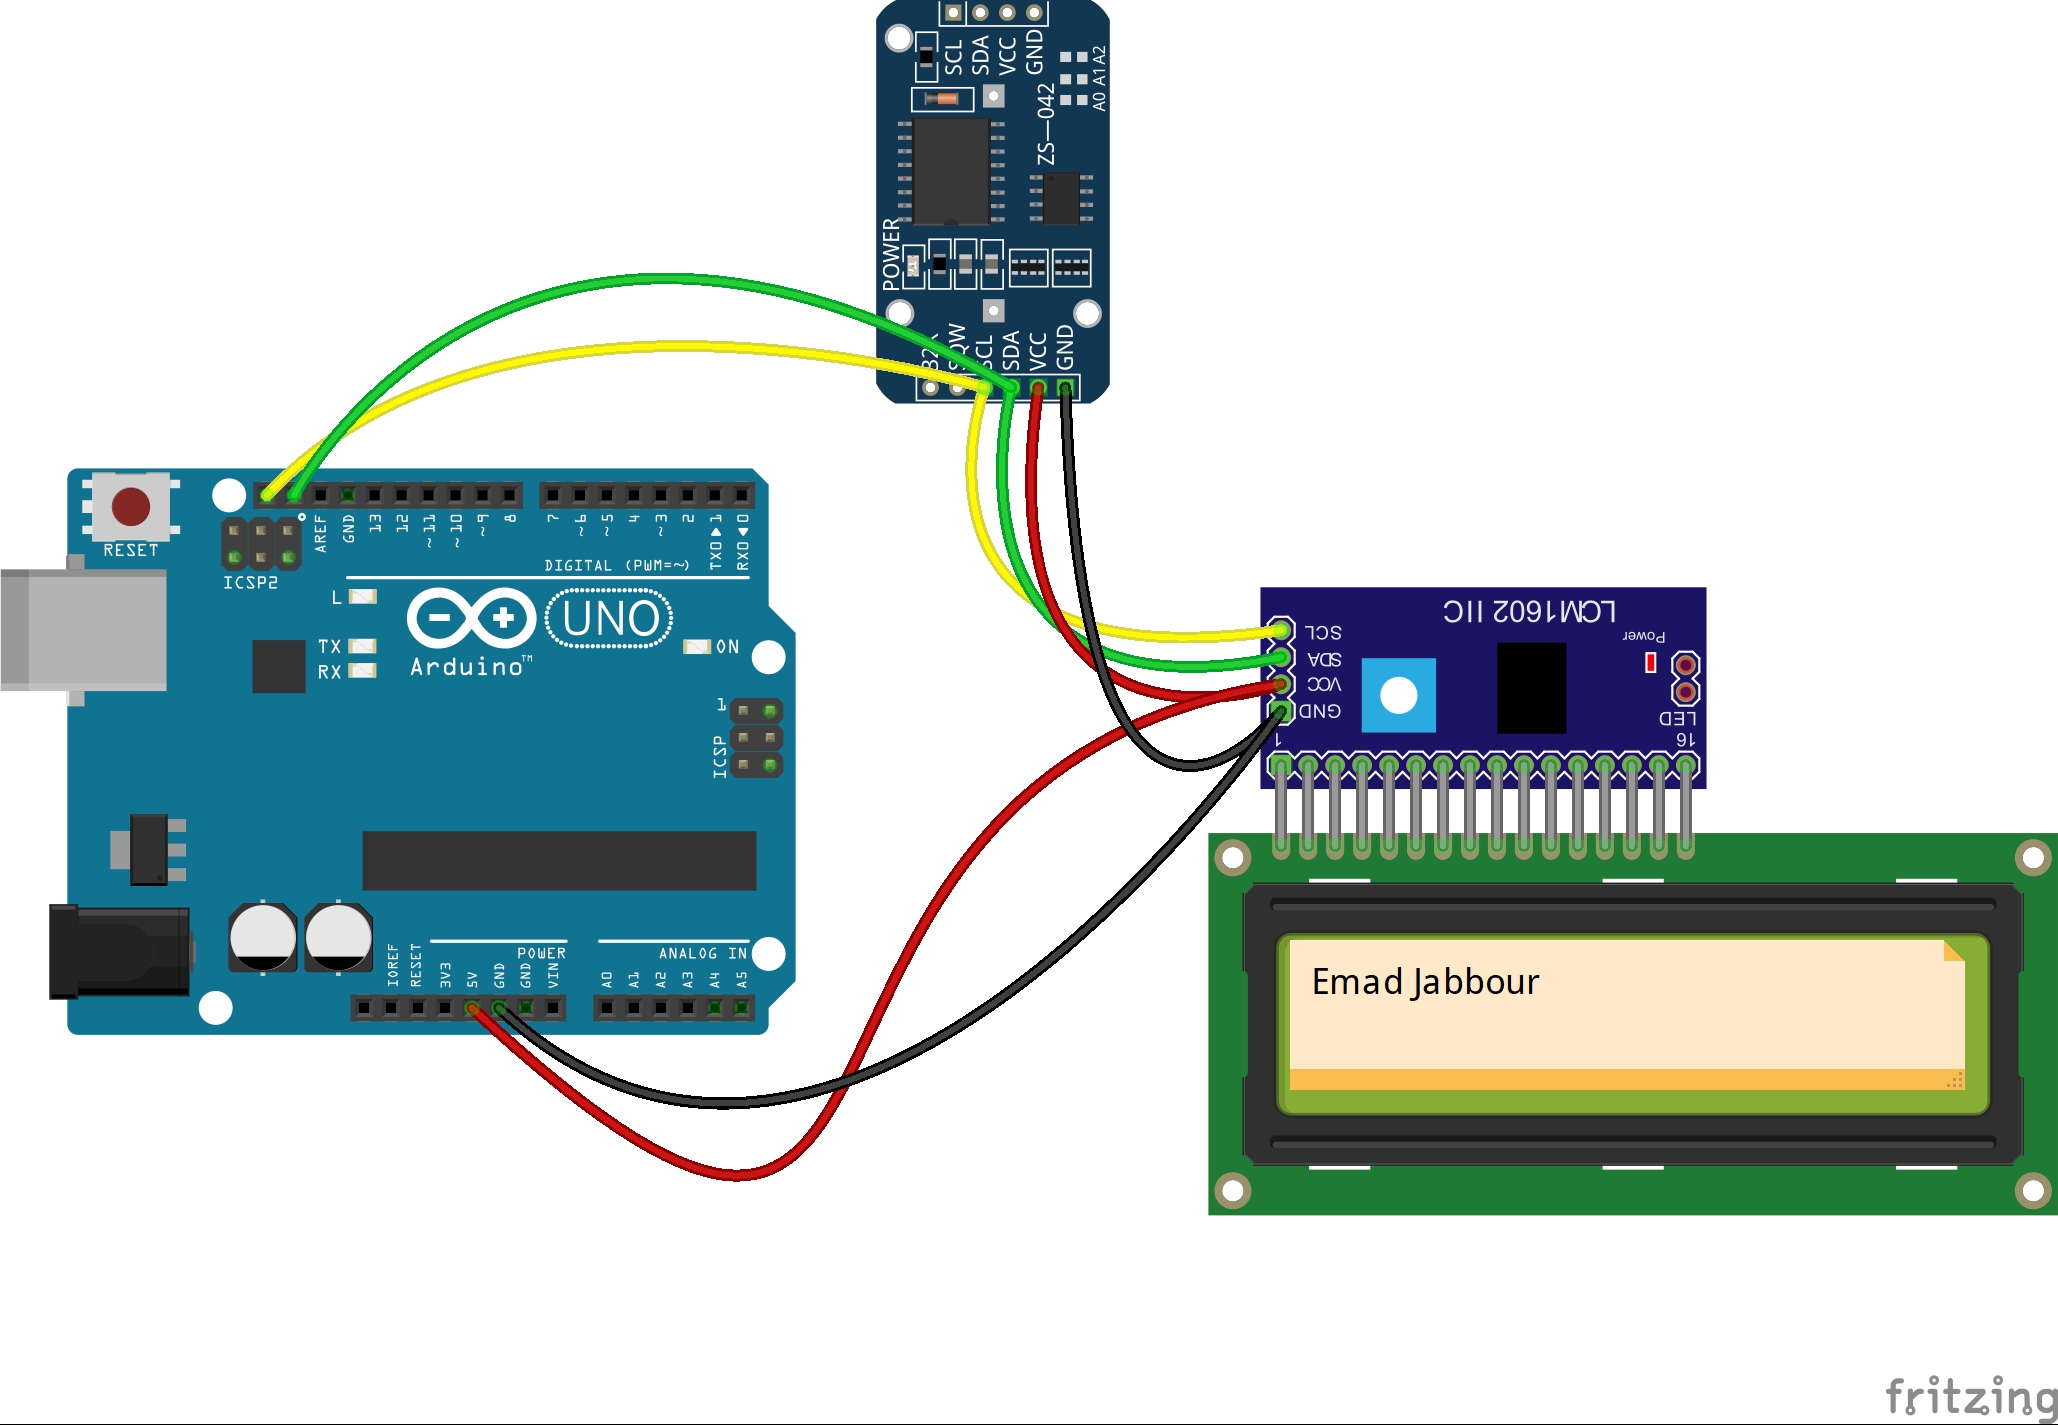 SCL
SDA
VCC
GND
A0 A1 A2
ZS-042
POWER
SQW
SCL
SDA
VCC
GND
RESET
ICSP2
AREF
GND
13
12
~11
~10
~9
8
7
~6
~5
4
~3
2
TX0▶1
RX0◀0
DIGITAL (PWM=~)
L
TX
RX
UNO
Arduino™
ON
1
ICSP
POWER
ANALOG IN
IOREF
RESET
3V3
5V
GND
GND
VIN
A0
A1
A2
A3
A4
A5
LCM1602 IIC
SCL
SDA
VCC
GND
Power
LED
1
16
Emad Jabbour
fritzing